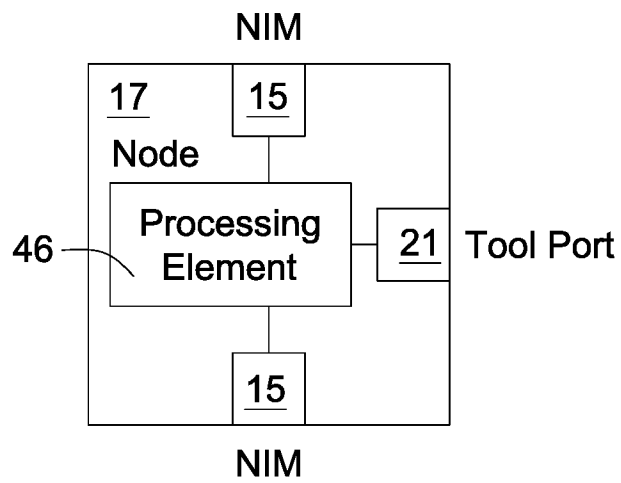 NIM
17
15
Node
Processing
Element
46
21
Tool Port
15
NIM